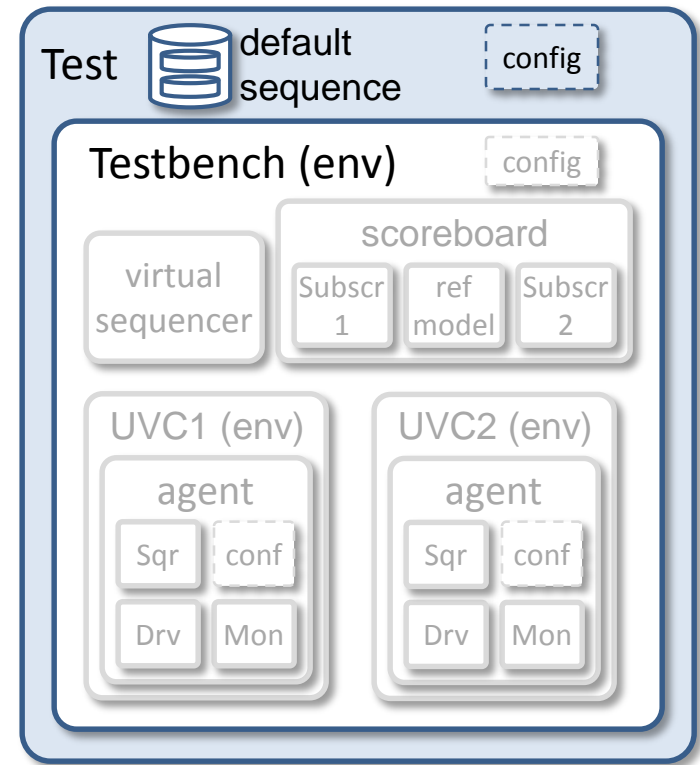 Test
default
sequence
config
Testbench (env)
config
virtual
sequencer
scoreboard
Subscr
1
ref
model
Subscr
2
UVC1 (env)
agent
Sqr
conf
Drv
Mon
UVC2 (env)
agent
Sqr
conf
Drv
Mon